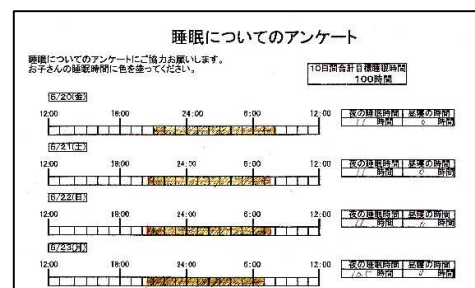 睡眠についてのアンケート
睡眠についてのアンケートにご協力お願いします。
お子さんの睡眠時間に色を塗ってください。
10日間合計目標睡眠時間
100時間
6/20(金)
12:00 18:00 24:00 6:00 12:00
夜の睡眠時間 昼寝の時間
11 時間 0 時間
6/21(土)
12:00 18:00 24:00 6:00 12:00
夜の睡眠時間 昼寝の時間
11 時間 0 時間
6/22(日)
12:00 18:00 24:00 6:00 12:00
夜の睡眠時間 昼寝の時間
11 時間 時間
6/23(月)
12:00 18:00 24:00 6:00 12:00
夜の睡眠時間 昼寝の時間
10.5 時間 0 時間